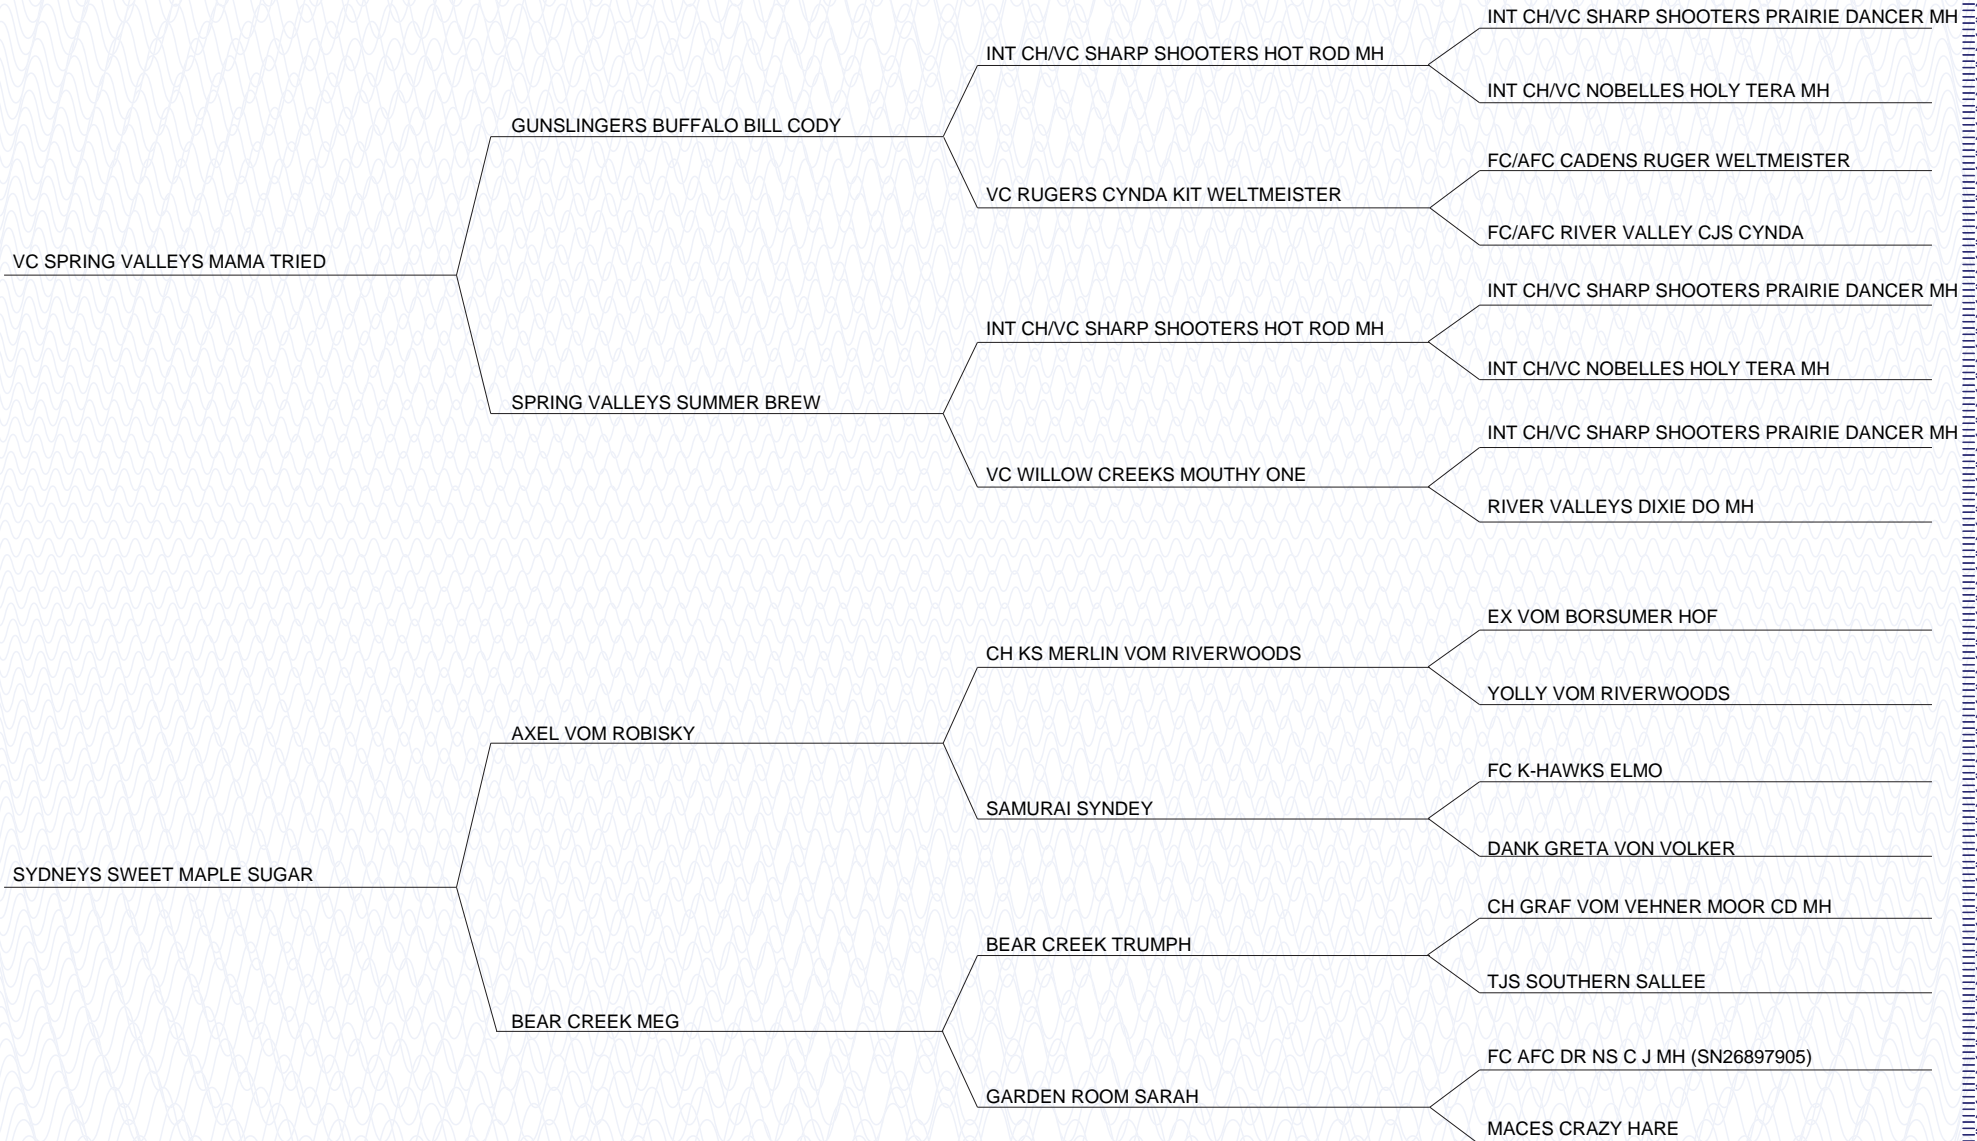 INT CH/VC SHARP SHOOTERS PRAIRIE DANCER MH
INT CH/VC SHARP SHOOTERS HOT ROD MH
INT CH/VC NOBELLES HOLY TERA MH
GUNSLINGERS BUFFALO BILL CODY
FC/AFC CADENS RUGER WELTMEISTER
VC RUGERS CYNDA KIT WELTMEISTER
FC/AFC RIVER VALLEY CJS CYNDA
VC SPRING VALLEYS MAMA TRIED
INT CH/VC SHARP SHOOTERS PRAIRIE DANCER MH
INT CH/VC SHARP SHOOTERS HOT ROD MH
INT CH/VC NOBELLES HOLY TERA MH
SPRING VALLEYS SUMMER BREW
INT CH/VC SHARP SHOOTERS PRAIRIE DANCER MH
VC WILLOW CREEKS MOUTHY ONE
RIVER VALLEYS DIXIE DO MH
EX VOM BORSUMER HOF
CH KS MERLIN VOM RIVERWOODS
YOLLY VOM RIVERWOODS
AXEL VOM ROBISKY
FC K-HAWKS ELMO
SAMURAI SYNDEY
DANK GRETA VON VOLKER
SYDNEYS SWEET MAPLE SUGAR
CH GRAF VOM VEHNER MOOR CD MH
BEAR CREEK TRUMPH
TJS SOUTHERN SALLEE
BEAR CREEK MEG
FC AFC DR NS C J MH (SN26897905)
GARDEN ROOM SARAH
MACES CRAZY HARE